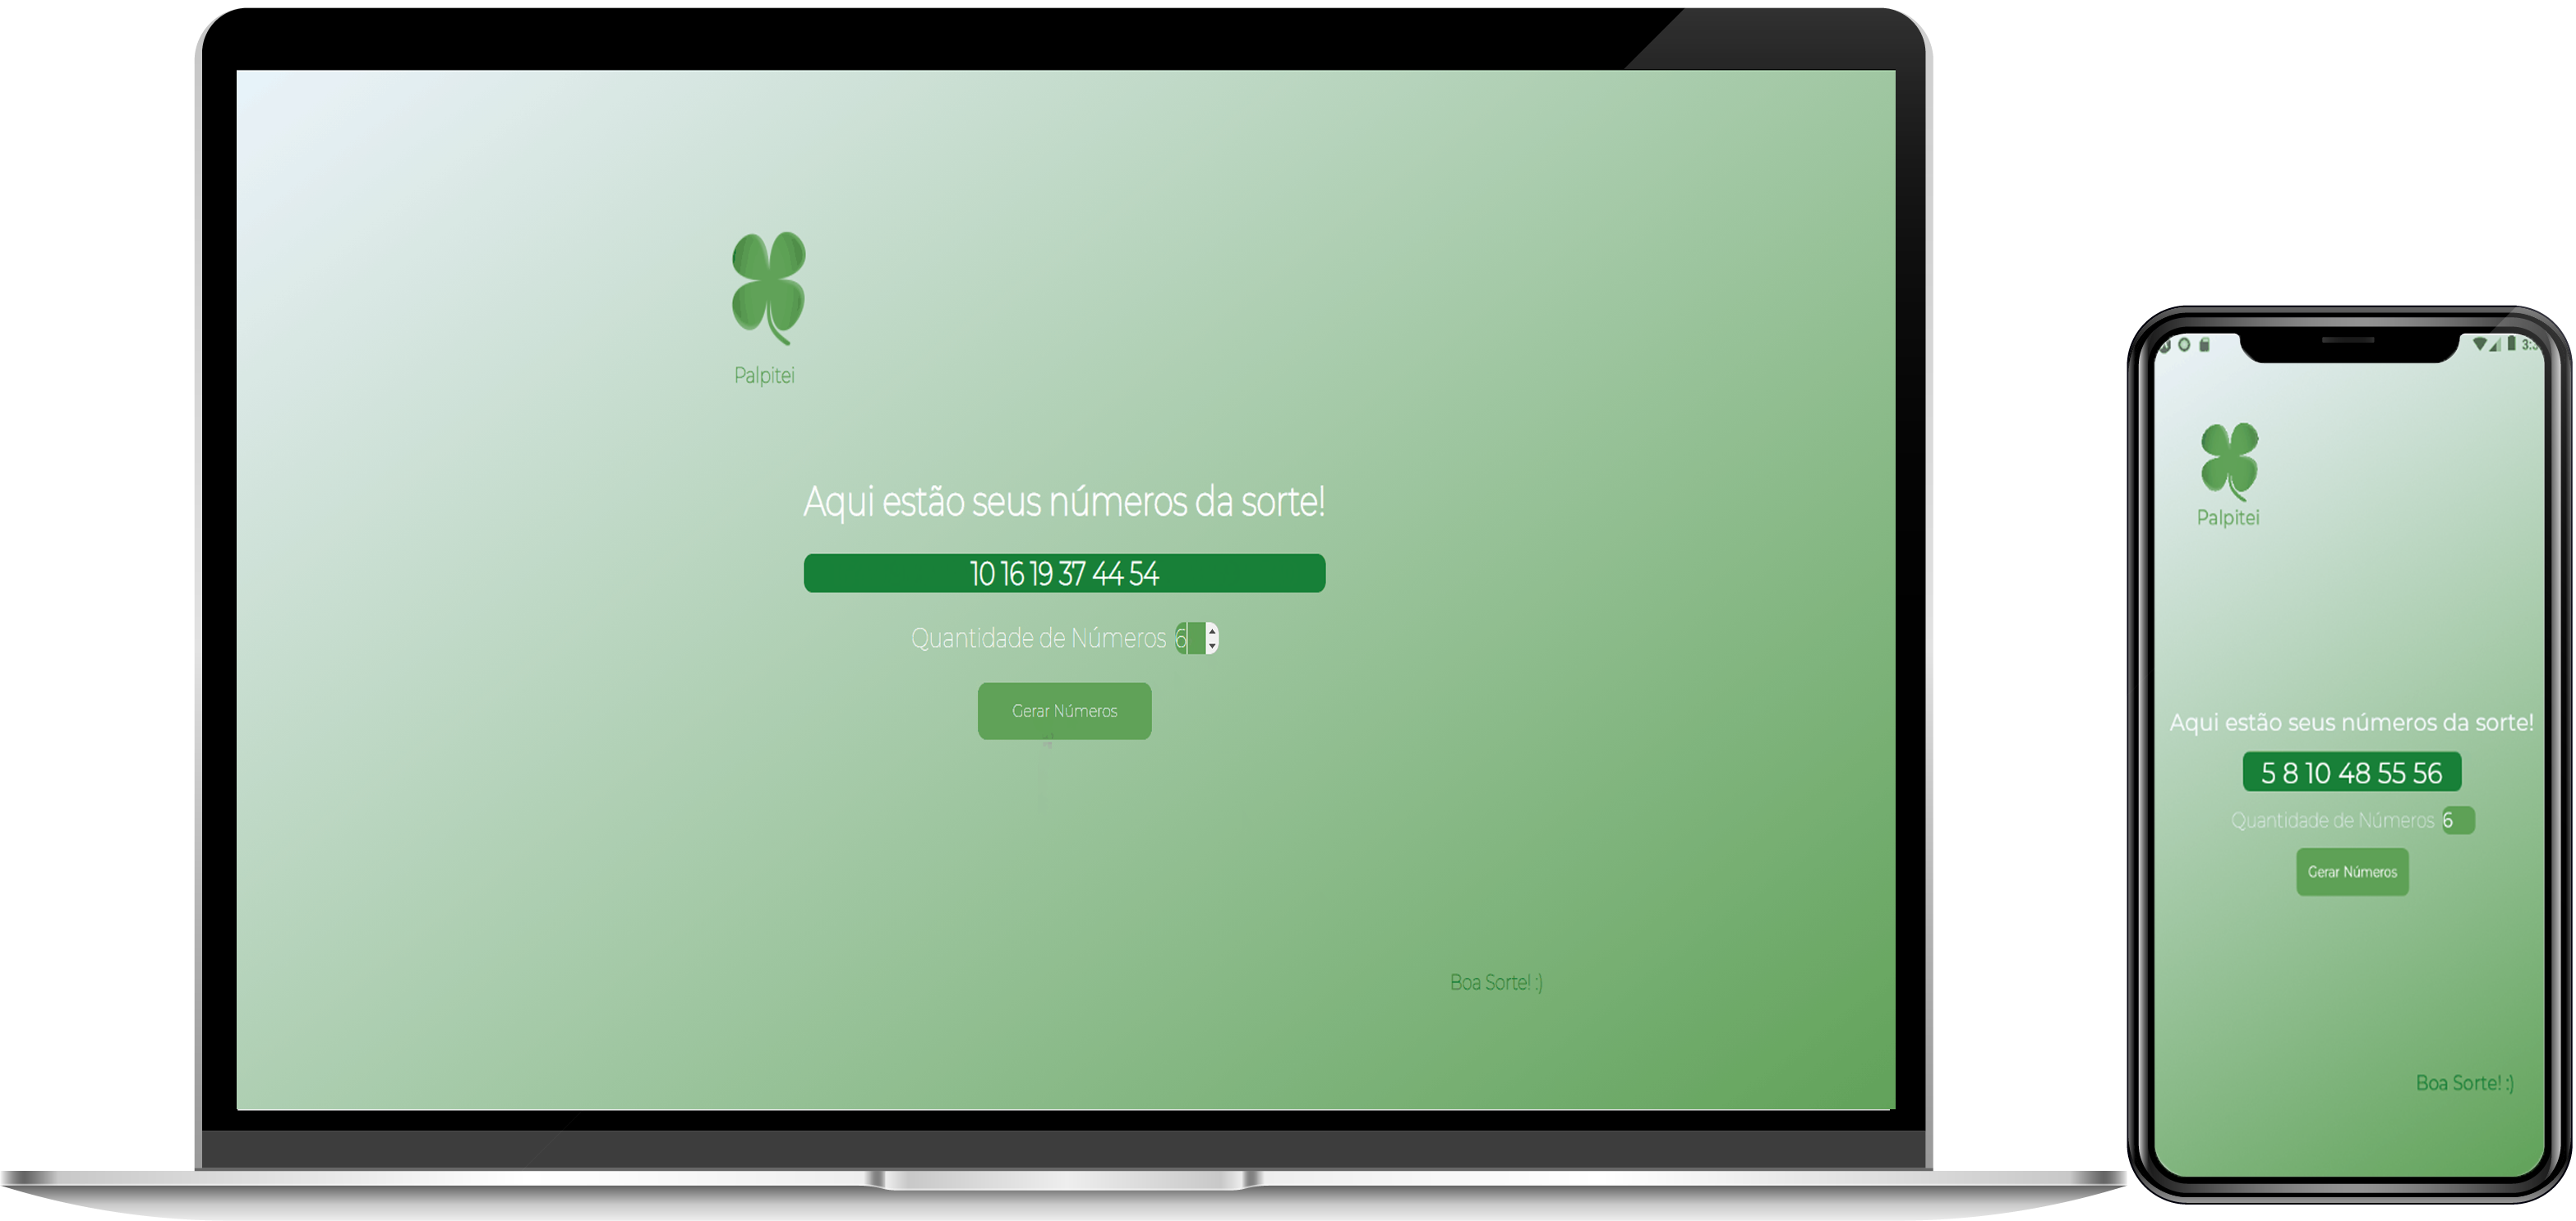 Palpitei
Aqui estão seus números da sorte!
10 16 19 37 44 54
Quantidade de Números 6
Gerar Números
Boa Sorte! :)
Palpitei
Aqui estão seus números da sorte!
5 8 10 48 55 56
Quantidade de Números 6
Gerar Números
Boa Sorte! :)